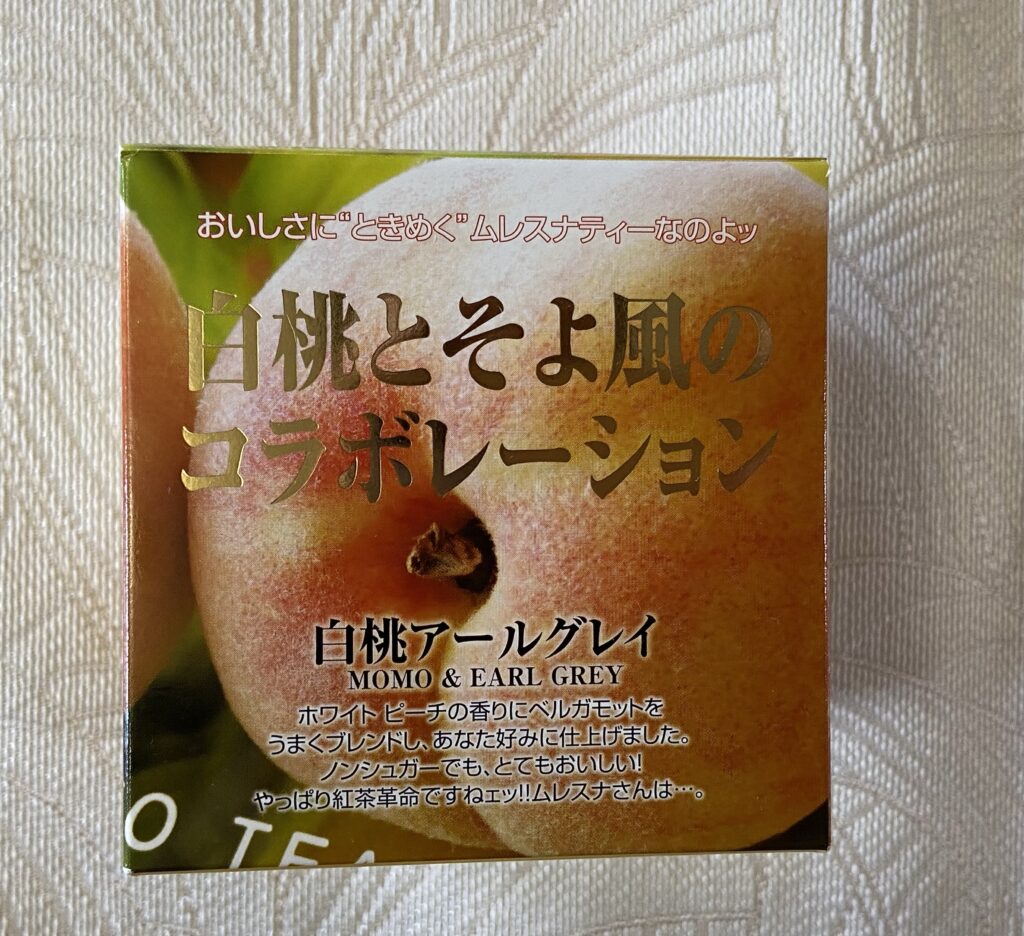 おいしさに“ときめく”ムレスナティーなのよッ
白桃とそよ風の
コラボレーション
白桃アールグレイ
MOMO & EARL GREY
ホワイト ピーチの香りにベルガモットを
うまくブレンドし、あなた好みに仕上げました。
ノンシュガーでも、とてもおいしい!
やっぱり紅茶革命ですねェッ!!ムレスナさんは…。
O TEA